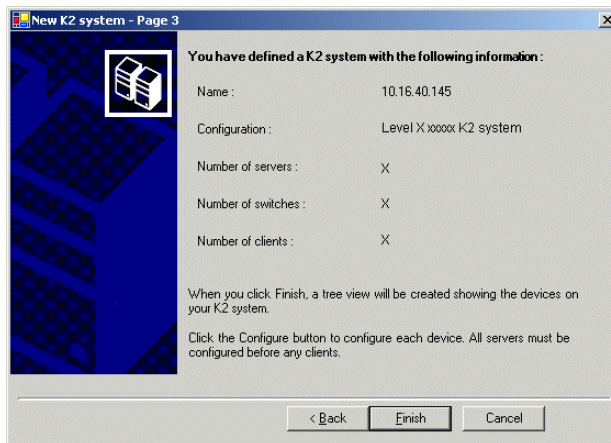 New K2 system - Page 3
You have defined a K2 system with the following information :
Name : 10.16.40.145
Configuration : Level X xxxxx K2 system
Number of servers : X
Number of switches : X
Number of clients : X
When you click Finish, a tree view will be created showing the devices on
your K2 system.
Click the Configure button to configure each device. All servers must be
configured before any clients.
< Back Finish Cancel